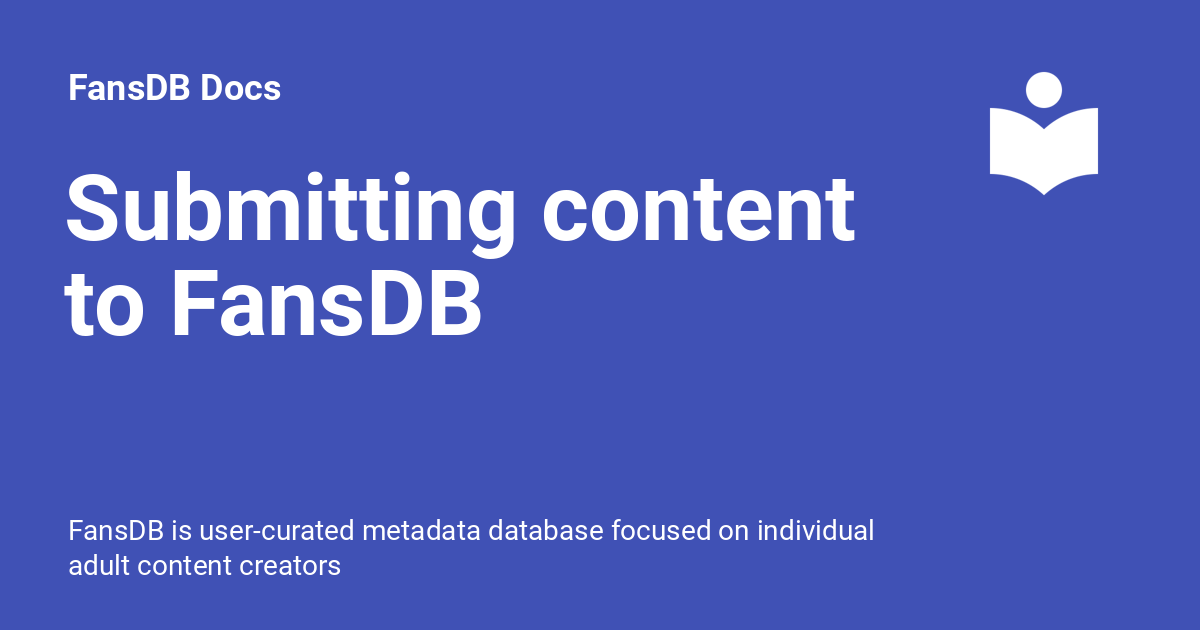 FansDB Docs
Submitting content
to FansDB
FansDB is user-curated metadata database focused on individual
adult content creators